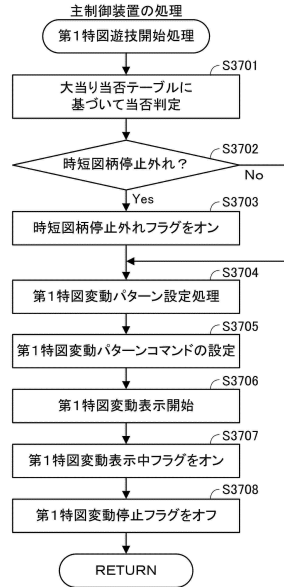 主制御装置の処理
第1特図遊技開始処理
S3701
大当り当否テーブルに
基づいて当否判定
S3702
時短図柄停止外れ？
No
Yes
S3703
時短図柄停止外れフラグをオン
S3704
第1特図変動パターン設定処理
S3705
第1特図変動パターンコマンドの設定
S3706
第1特図変動表示開始
S3707
第1特図変動表示中フラグをオン
S3708
第1特図変動停止フラグをオフ
RETURN